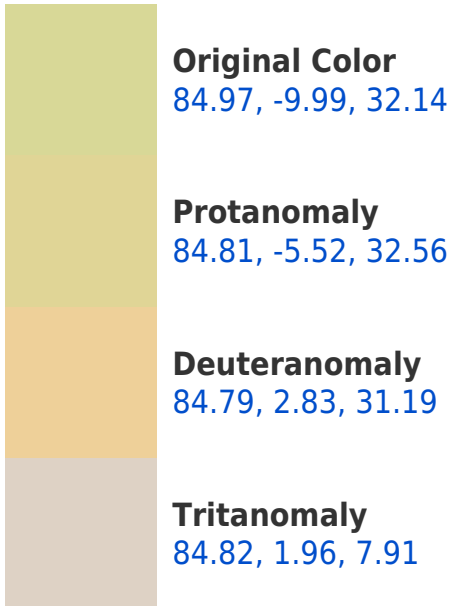 Original Color
84.97, -9.99, 32.14
Protanomaly
84.81, -5.52, 32.56
Deuteranomaly
84.79, 2.83, 31.19
Tritanomaly
84.82, 1.96, 7.91